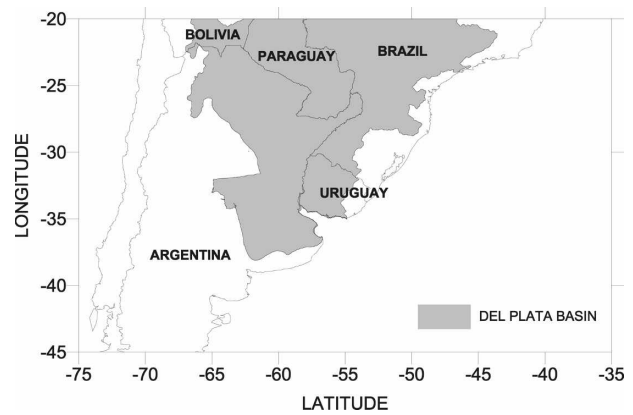 -20
-25
-30
-35
-40
-45
LONGITUDE
BOLIVIA
PARAGUAY
BRAZIL
URUGUAY
ARGENTINA
DEL PLATA BASIN
-75 -70 -65 -60 -55 -50 -45 -40 -35
LATITUDE